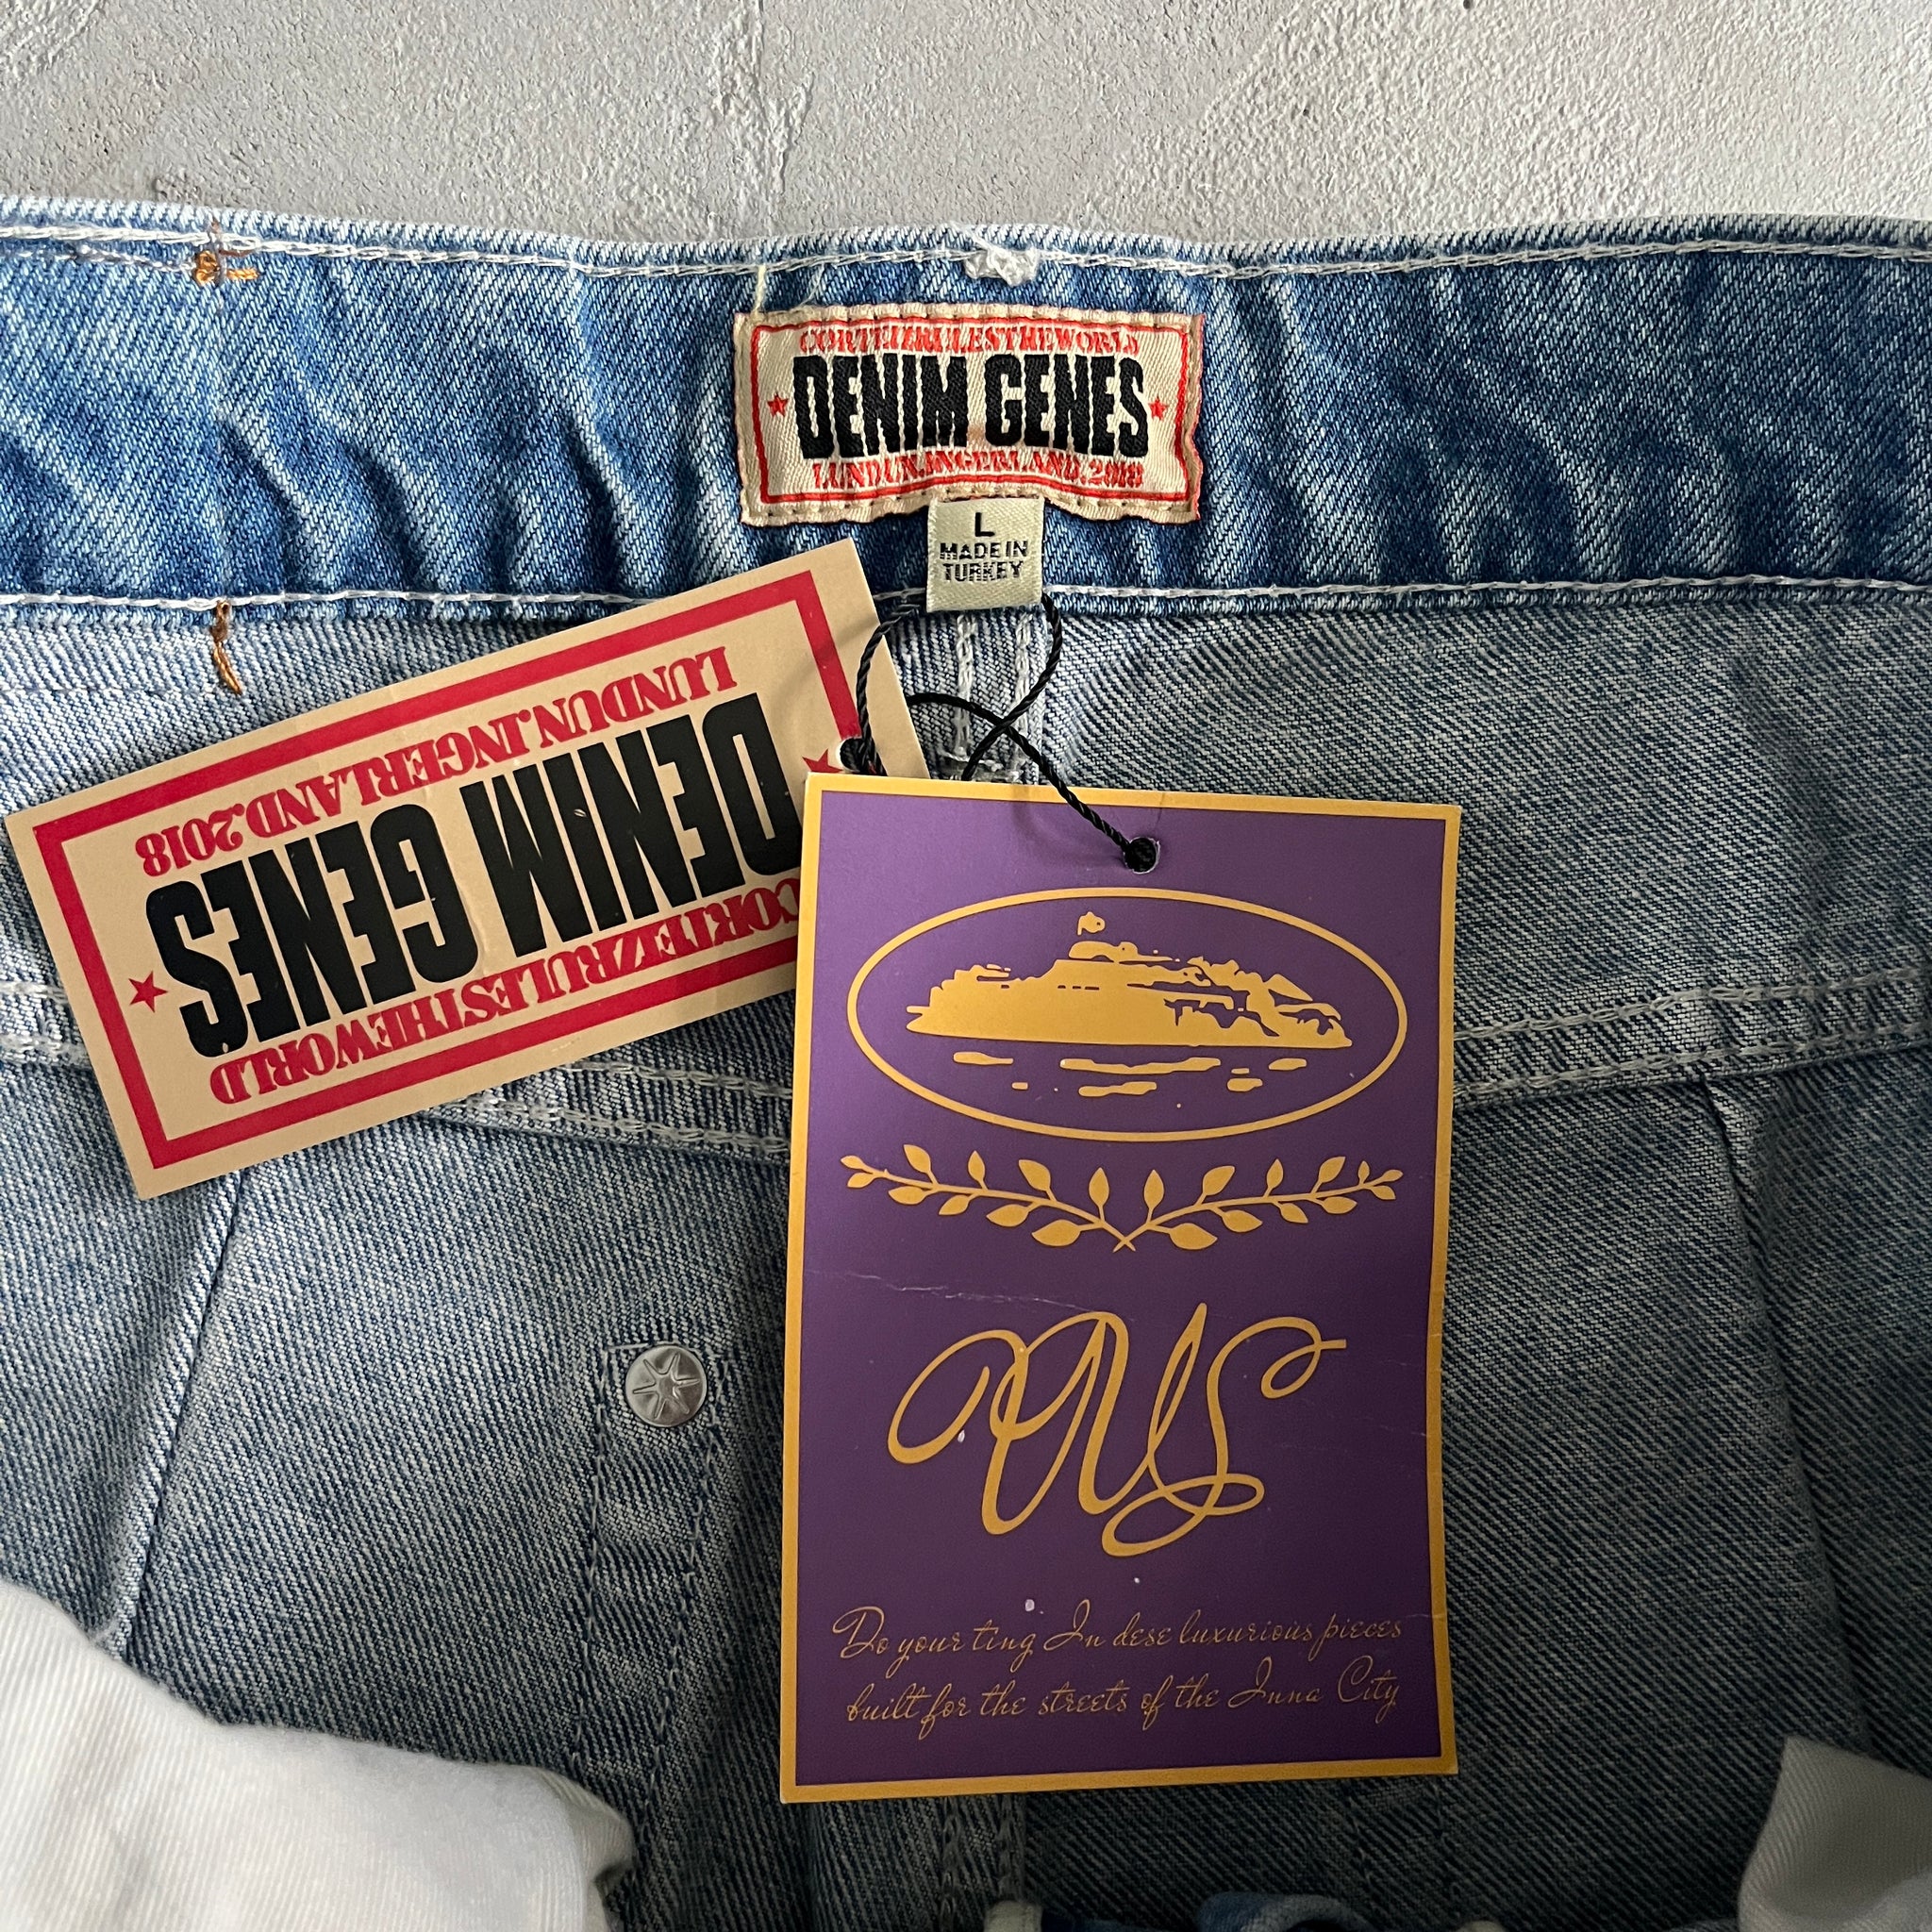 CORTEIZRULESTHEWORLD
DENIM GENES
LUNDUN.INGERLAND.2018
L
MADE IN
TURKEY
CORTEIZRULESTHEWORLD
DENIM GENES
LUNDUN.INGERLAND.2018
Do your ting In dese luxurious pieces
built for the streets of the Inna City